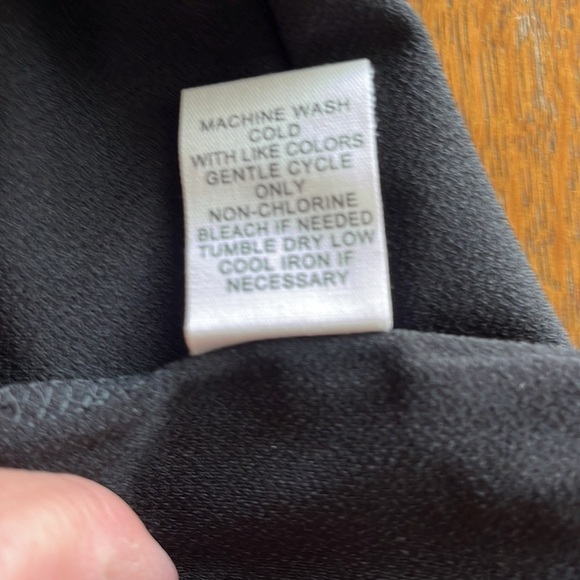 MACHINE WASH
COLD
WITH LIKE COLORS
GENTLE CYCLE
ONLY
NON-CHLORINE
BLEACH IF NEEDED
TUMBLE DRY LOW
COOL IRON IF
NECESSARY